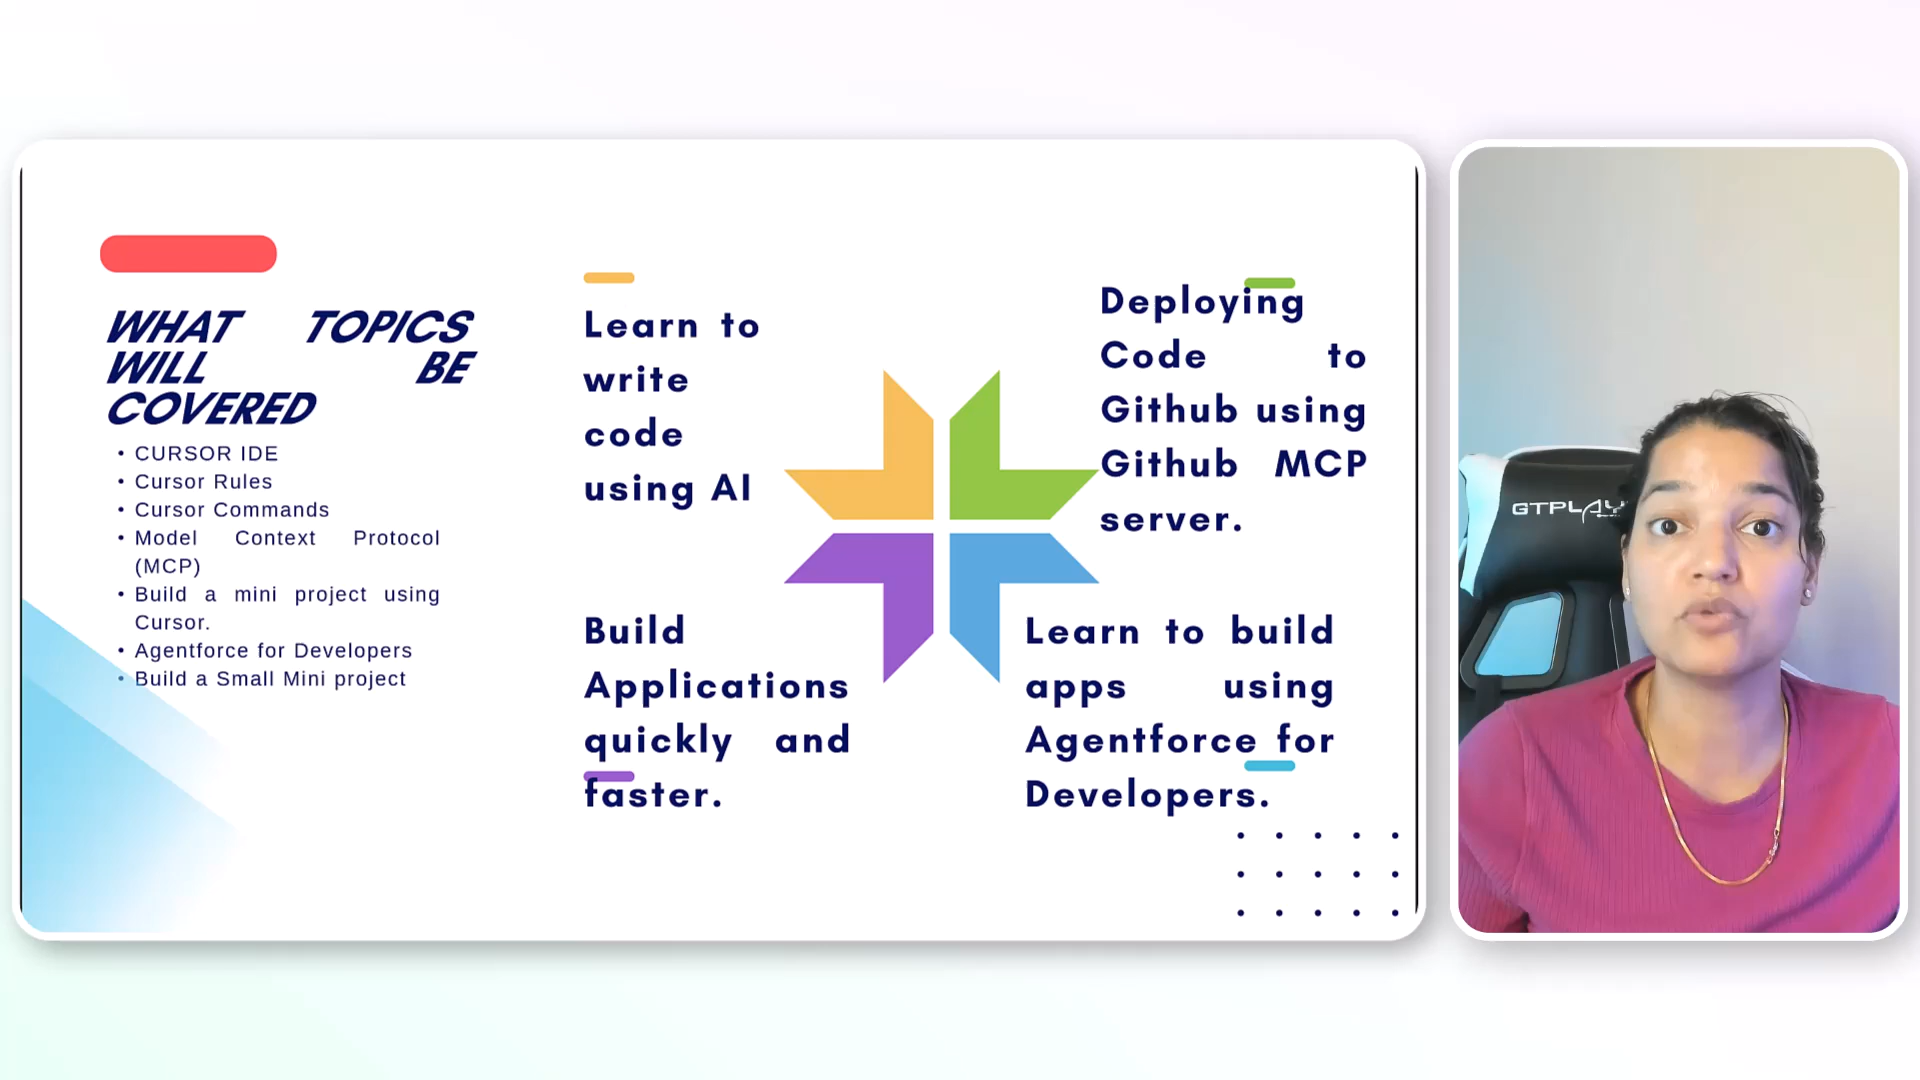 WHAT TOPICS
WILL BE
COVERED
• CURSOR IDE
• Cursor Rules
• Cursor Commands
• Model Context Protocol
(MCP)
• Build a mini project using
Cursor.
• Agentforce for Developers
• Build a Small Mini project
Learn to
write
code
using AI
Deploying
Code to
Github using
Github MCP
server.
Build
Applications
quickly and
faster.
Learn to build
apps using
Agentforce for
Developers.